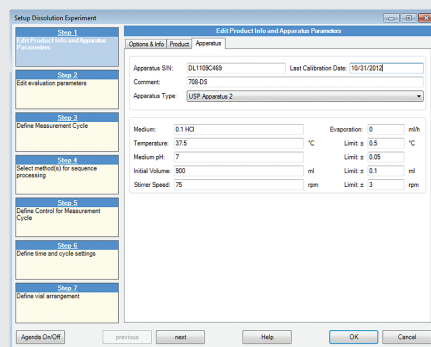 Setup Dissolution Experiment
Step 1
Edit Product Info and Apparatus
Parameters
Step 2
Edit evaluation parameters
Step 3
Define Measurement Cycle
Step 4
Select method(s) for sequence
processing
Step 5
Define Control for Measurement
Cycle
Step 6
Define time and cycle settings
Step 7
Define vial arrangement
Edit Product Info and Apparatus Parameters
Options & Info Product Apparatus
Apparatus S/N: DL1109C469 Last Calibration Date: 10/31/2012
Comment: 708-DS
Apparatus Type: USP Apparatus 2
Medium: 0.1 HCl Evaporation: 0 ml/h
Temperature: 37.5 °C Limit: ± 0.5 °C
Medium pH: 7 Limit: ± 0.05
Initial Volume: 900 ml Limit: ± 0.1 ml
Stirrer Speed: 75 rpm Limit: ± 3 rpm
Agenda On/Off previous next Help OK Cancel